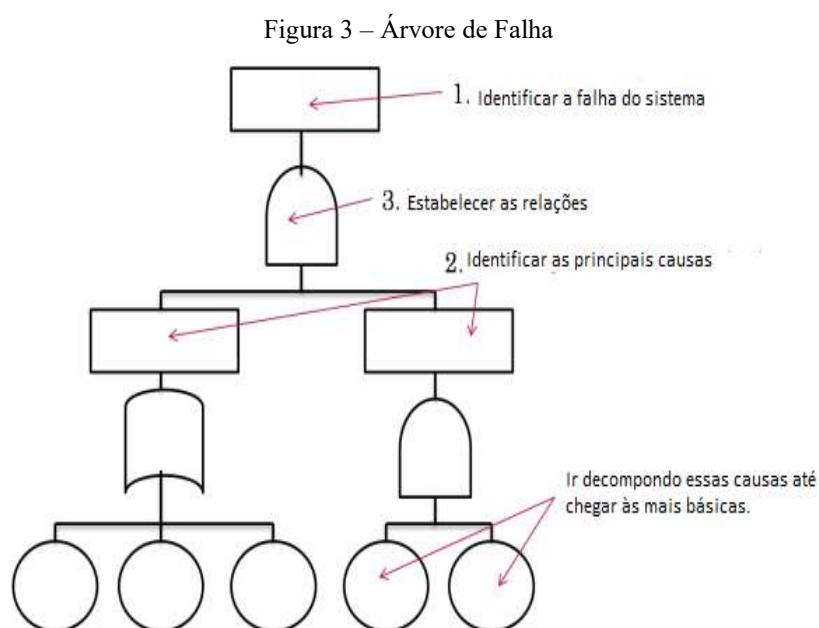 Figura 3 – Árvore de Falha
1. Identificar a falha do sistema
3. Estabelecer as relações
2. Identificar as principais causas
Ir decompondo essas causas até
chegar às mais básicas.